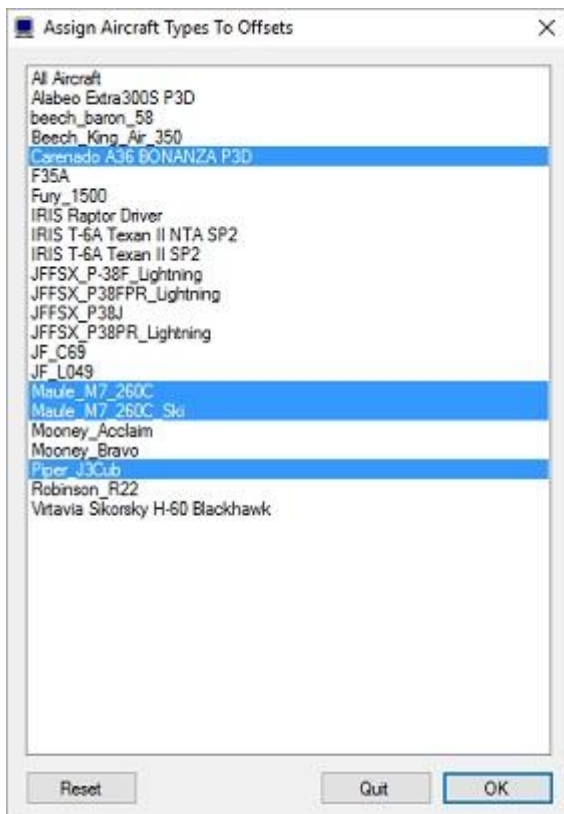 Assign Aircraft Types To Offsets
All Aircraft
Alabeo Extra300S P3D
beech_baron_58
Beech_King_Air_350
Carenado A36 BONANZA P3D
F35A
Fury_1500
IRIS Raptor Driver
IRIS T-6A Texan II NTA SP2
IRIS T-6A Texan II SP2
JFFSX_P-38F_Lightning
JFFSX_P38FPR_Lightning
JFFSX_P38J
JFFSX_P38PR_Lightning
JF_C69
JF_L049
Maule_M7_260C
Maule_M7_260C_Ski
Mooney_Acclaim
Mooney_Bravo
Piper_J3Cub
Robinson_R22
Virtavia Sikorsky H-60 Blackhawk
Reset Quit OK